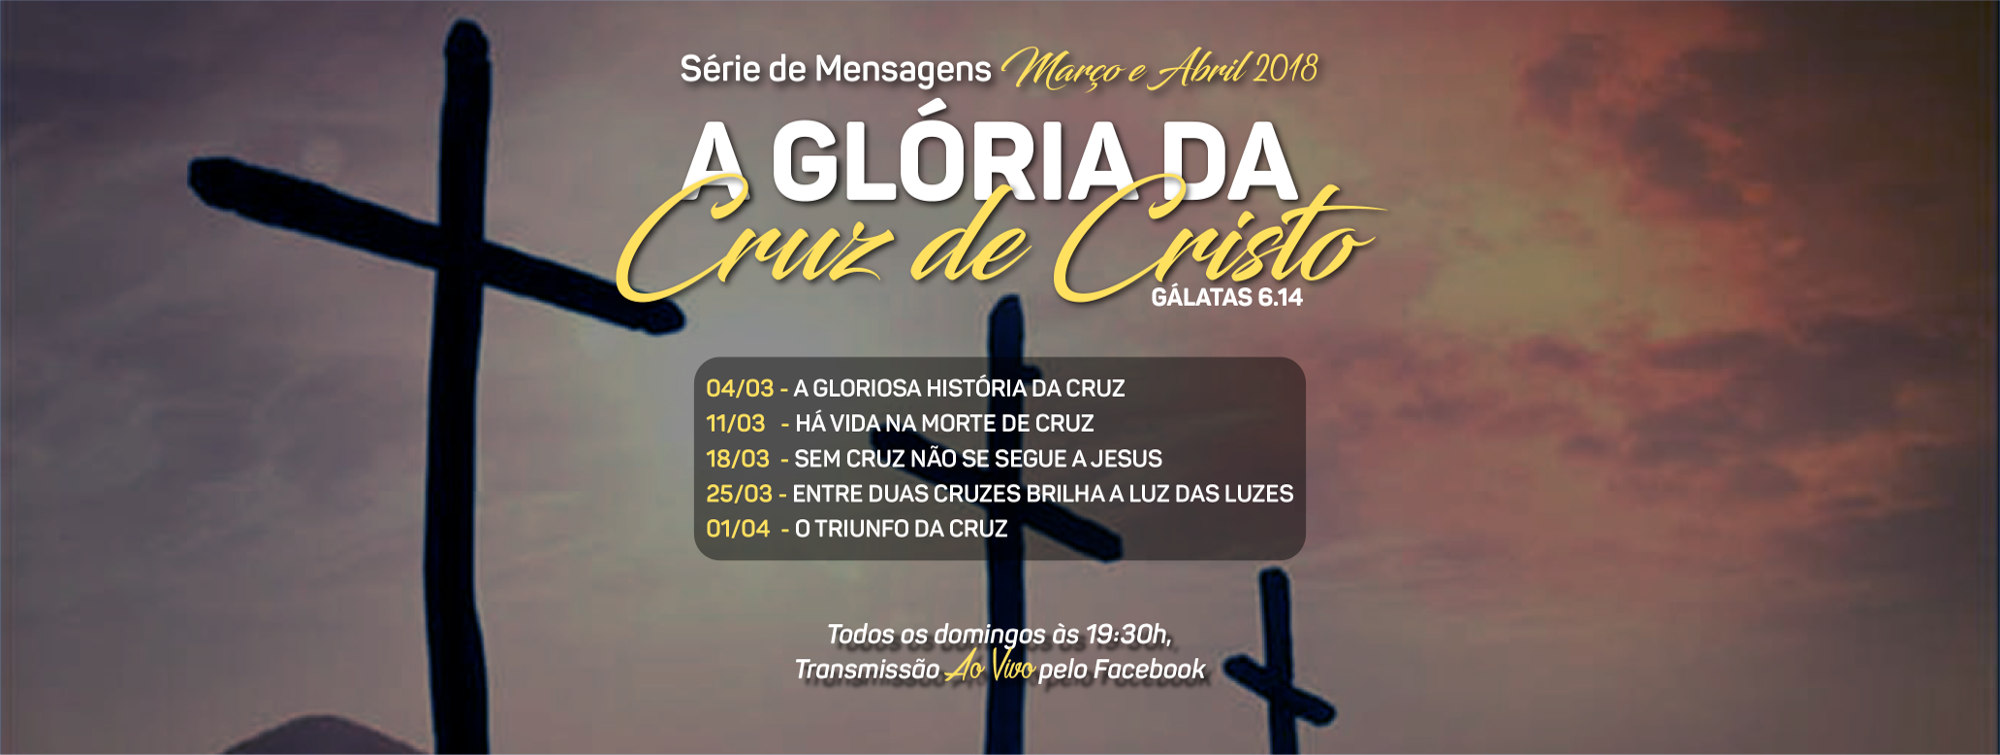 Série de Mensagens Março e Abril 2018
A GLÓRIA DA
Cruz de Cristo
GÁLATAS 6.14
04/03 - A GLORIOSA HISTÓRIA DA CRUZ
11/03 - HÁ VIDA NA MORTE DE CRUZ
18/03 - SEM CRUZ NÃO SE SEGUE A JESUS
25/03 - ENTRE DUAS CRUZES BRILHA A LUZ DAS LUZES
01/04 - O TRIUNFO DA CRUZ
Todos os domingos às 19:30h,
Transmissão Ao Vivo pelo Facebook